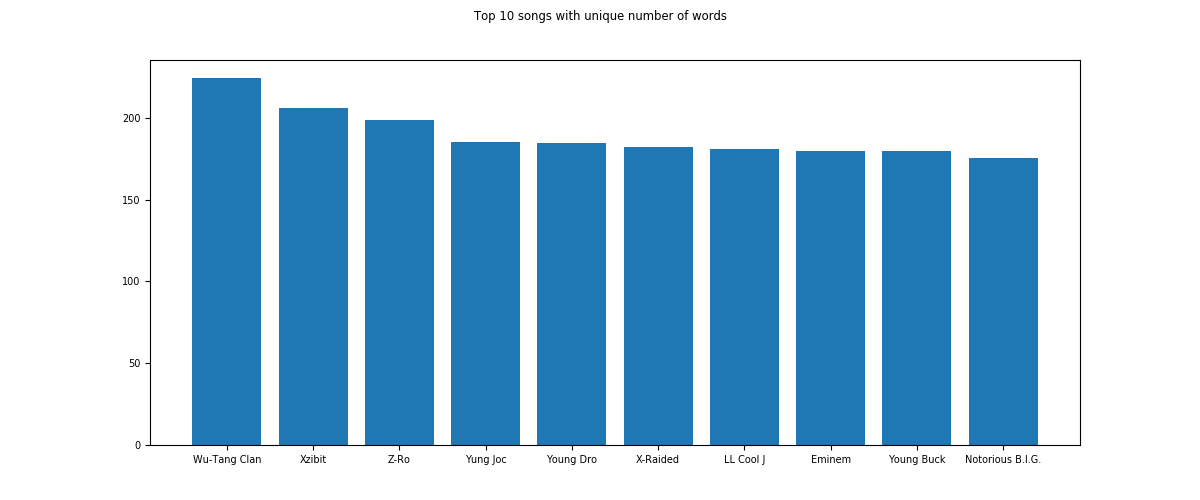 Top 10 songs with unique number of words
200
150
100
50
0
Wu-Tang Clan Xzibit Z-Ro Yung Joc Young Dro X-Raided LL Cool J Eminem Young Buck Notorious B.I.G.